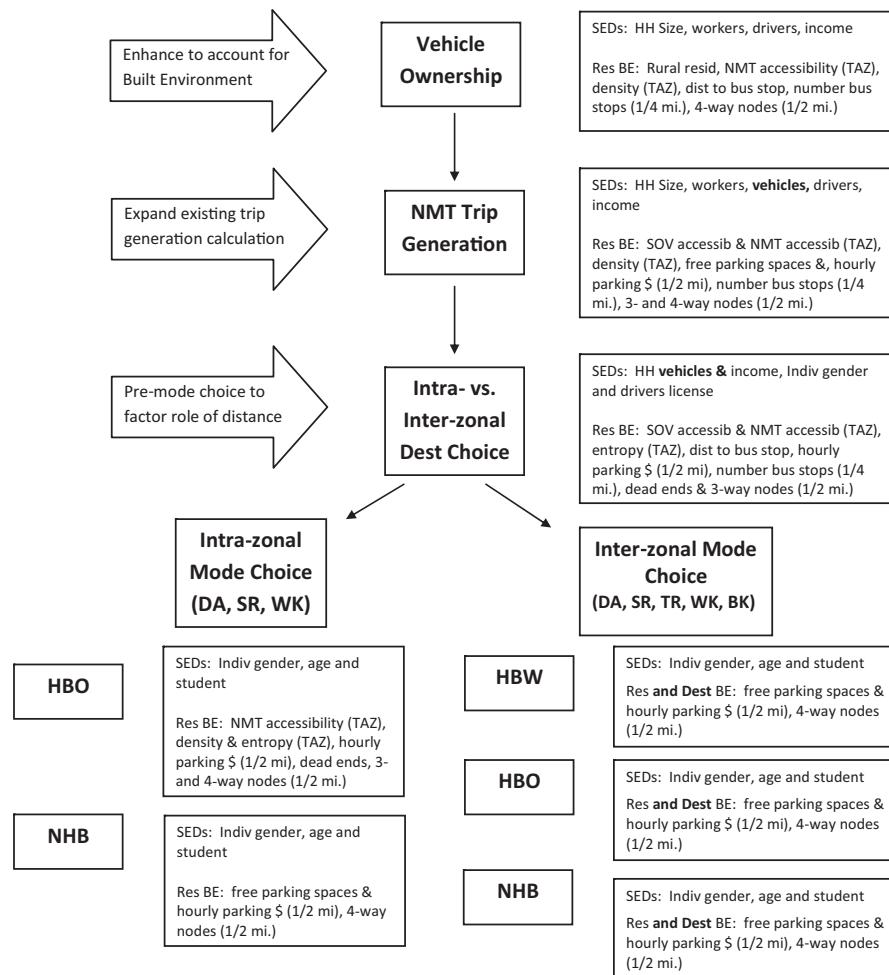 Enhance to account for
Built Environment
Vehicle
Ownership
SEDs: HH Size, workers, drivers, income
Res BE: Rural resid, NMT accessibility (TAZ),
density (TAZ), dist to bus stop, number bus
stops (1/4 mi.), 4-way nodes (1/2 mi.)
Expand existing trip
generation calculation
NMT Trip
Generation
SEDs: HH Size, workers, vehicles, drivers,
income
Res BE: SOV accessib & NMT accessib (TAZ),
density (TAZ), free parking spaces &, hourly
parking $ (1/2 mi), number bus stops (1/4
mi.), 3- and 4-way nodes (1/2 mi.)
Pre-mode choice to
factor role of distance
Intra- vs.
Inter-zonal
Dest Choice
SEDs: HH vehicles & income, Indiv gender
and drivers license
Res BE: SOV accessib & NMT accessib (TAZ),
entropy (TAZ), dist to bus stop, hourly
parking $ (1/2 mi), number bus stops (1/4
mi.), dead ends & 3-way nodes (1/2 mi.)
Intra-zonal
Mode Choice
(DA, SR, WK)
Inter-zonal Mode
Choice
(DA, SR, TR, WK, BK)
HBO
SEDs: Indiv gender, age and
student
Res BE: NMT accessibility (TAZ),
density & entropy (TAZ), hourly
parking $ (1/2 mi), dead ends, 3-
and 4-way nodes (1/2 mi.)
NHB
SEDs: Indiv gender, age and
student
Res BE: free parking spaces &
hourly parking $ (1/2 mi), 4-way
nodes (1/2 mi.)
HBW
SEDs: Indiv gender, age and student
Res and Dest BE: free parking spaces &
hourly parking $ (1/2 mi), 4-way nodes
(1/2 mi.)
HBO
SEDs: Indiv gender, age and student
Res and Dest BE: free parking spaces &
hourly parking $ (1/2 mi), 4-way nodes
(1/2 mi.)
NHB
SEDs: Indiv gender, age and student
Res and Dest BE: free parking spaces &
hourly parking $ (1/2 mi), 4-way nodes
(1/2 mi.)